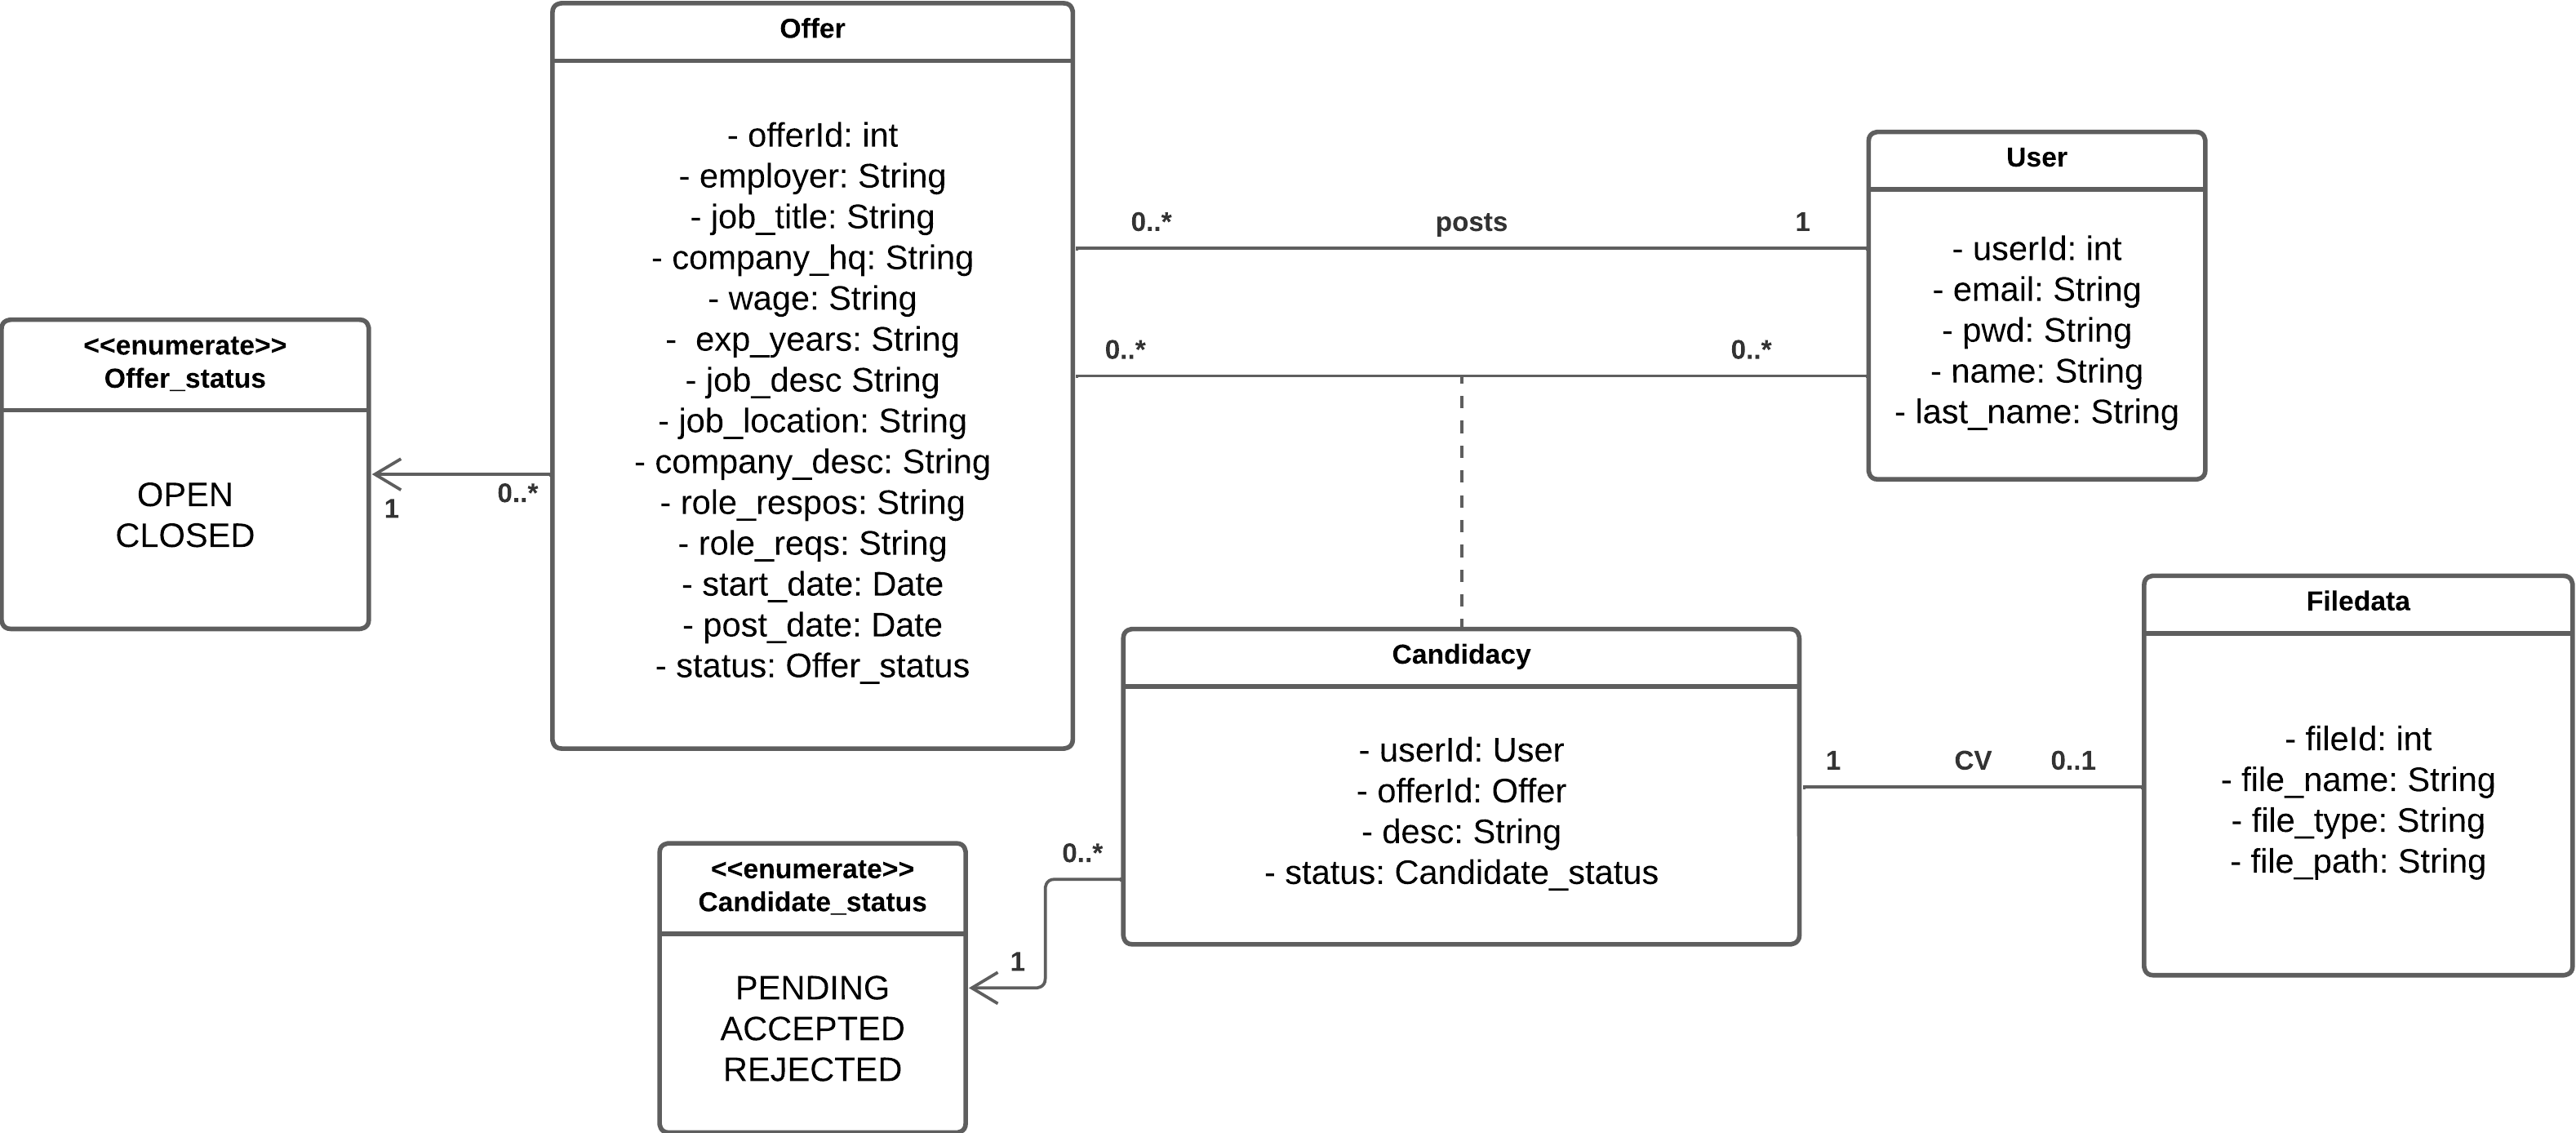 Offer
- offerId: int
- employer: String
- job_title: String
- company_hq: String
- wage: String
-  exp_years: String
- job_desc String
- job_location: String
- company_desc: String
- role_respos: String
- role_reqs: String
- start_date: Date
- post_date: Date
- status: Offer_status
0..* posts 1
0..* 0..*
User
- userId: int
- email: String
- pwd: String
- name: String
- last_name: String
<<enumerate>>
Offer_status
OPEN
CLOSED
1 0..*
Candidacy
- userId: User
- offerId: Offer
- desc: String
- status: Candidate_status
1 CV 0..1
Filedata
- fileId: int
- file_name: String
- file_type: String
- file_path: String
0..*
1
<<enumerate>>
Candidate_status
PENDING
ACCEPTED
REJECTED